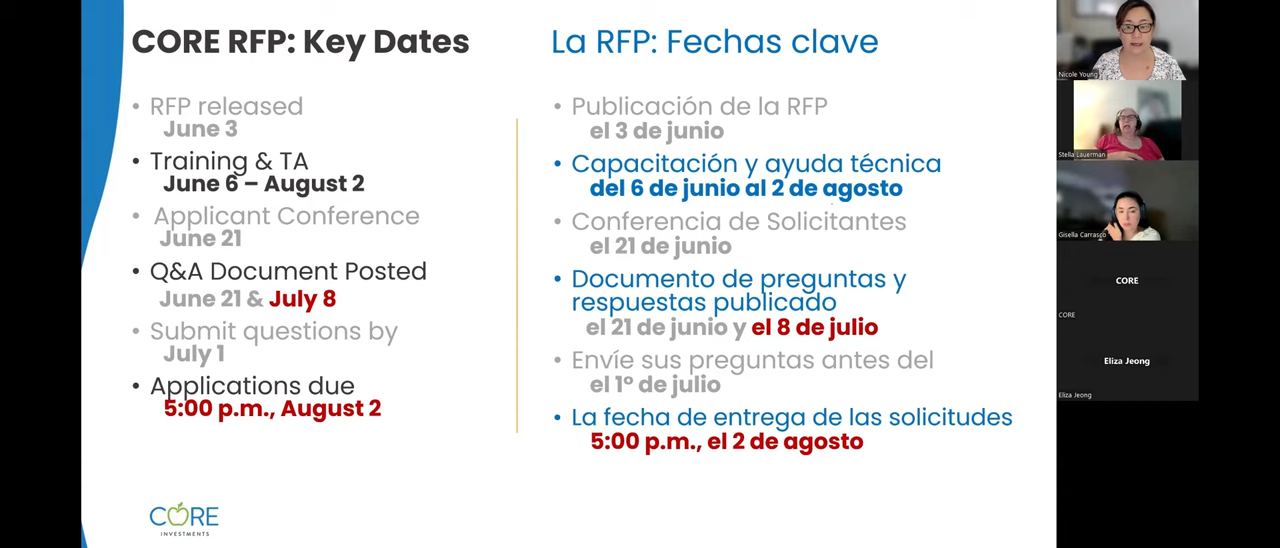 CORE RFP: Key Dates
• RFP released
June 3
• Training & TA
June 6 – August 2
• Applicant Conference
June 21
• Q&A Document Posted
June 21 & July 8
• Submit questions by
July 1
• Applications due
5:00 p.m., August 2
CORE
INVESTMENTS
La RFP: Fechas clave
• Publicación de la RFP
el 3 de junio
• Capacitación y ayuda técnica
del 6 de junio al 2 de agosto
• Conferencia de Solicitantes
el 21 de junio
• Documento de preguntas y
respuestas publicado
el 21 de junio y el 8 de julio
• Envíe sus preguntas antes del
el 1º de julio
• La fecha de entrega de las solicitudes
5:00 p.m., el 2 de agosto
Nicole Young
Stella Lauerman
Gisella Carrasco
CORE
CORE
Eliza Jeong
Eliza Jeong